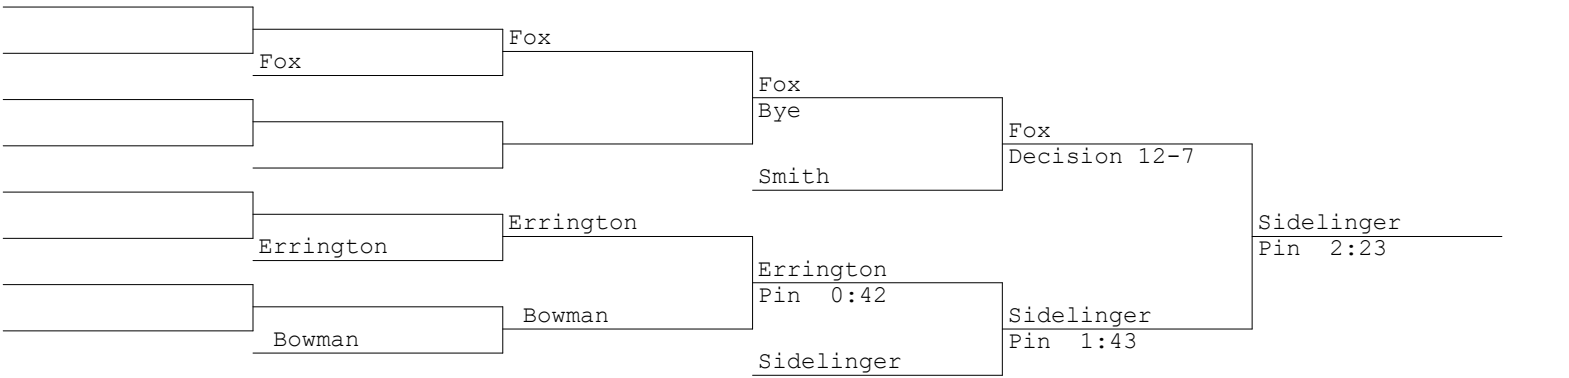 Fox
Fox
Fox
Bye
Fox
Decision 12-7
Smith
Errington
Sidelinger
Errington
Pin  2:23
Errington
Pin  0:42
Bowman
Sidelinger
Bowman
Pin  1:43
Sidelinger